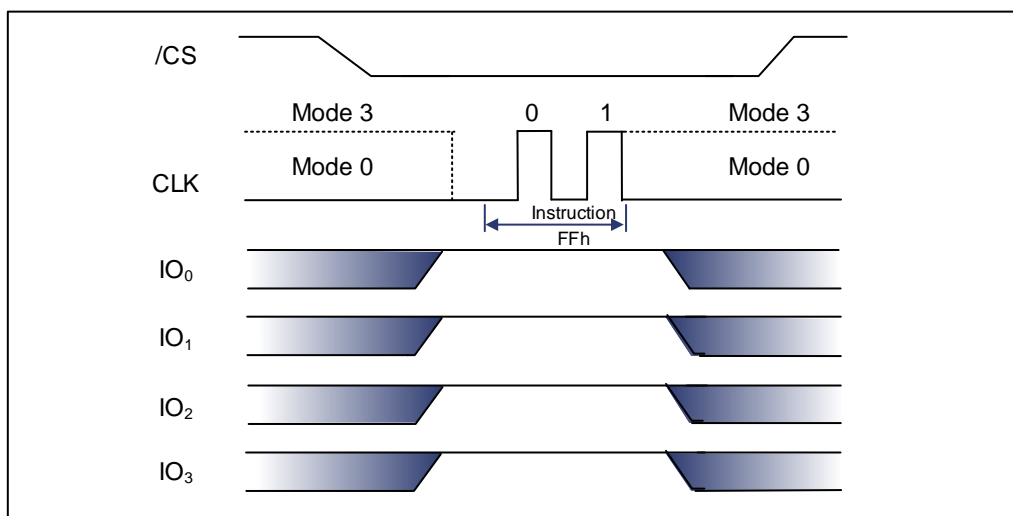 /CS
Mode 3 0 1 Mode 3
Mode 0 Mode 0
CLK
Instruction
FFh
IO₀
IO₁
IO₂
IO₃